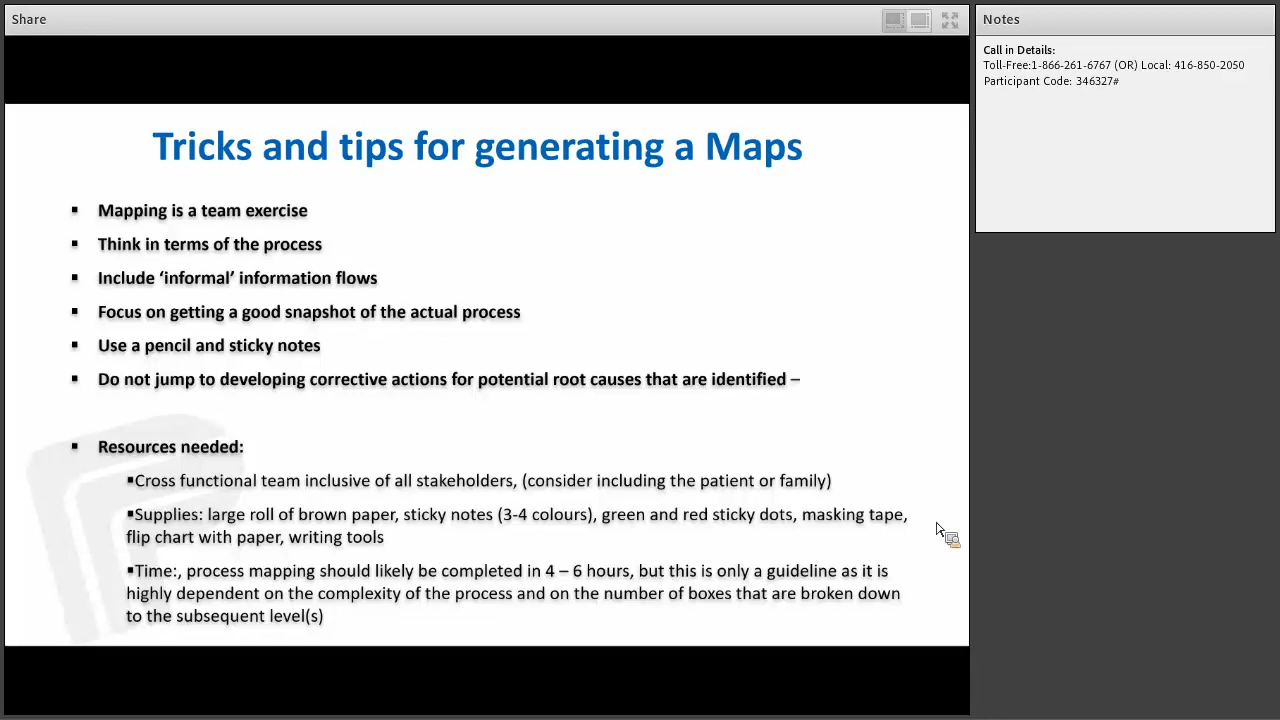 Share
Tricks and tips for generating a Maps
▪ Mapping is a team exercise
▪ Think in terms of the process
▪ Include ‘informal’ information flows
▪ Focus on getting a good snapshot of the actual process
▪ Use a pencil and sticky notes
▪ Do not jump to developing corrective actions for potential root causes that are identified –
▪ Resources needed:
▪Cross functional team inclusive of all stakeholders, (consider including the patient or family)
▪Supplies: large roll of brown paper, sticky notes (3-4 colours), green and red sticky dots, masking tape,
flip chart with paper, writing tools
▪Time:, process mapping should likely be completed in 4 – 6 hours, but this is only a guideline as it is
highly dependent on the complexity of the process and on the number of boxes that are broken down
to the subsequent level(s)
Notes
Call in Details:
Toll-Free:1-866-261-6767 (OR) Local: 416-850-2050
Participant Code: 346327#